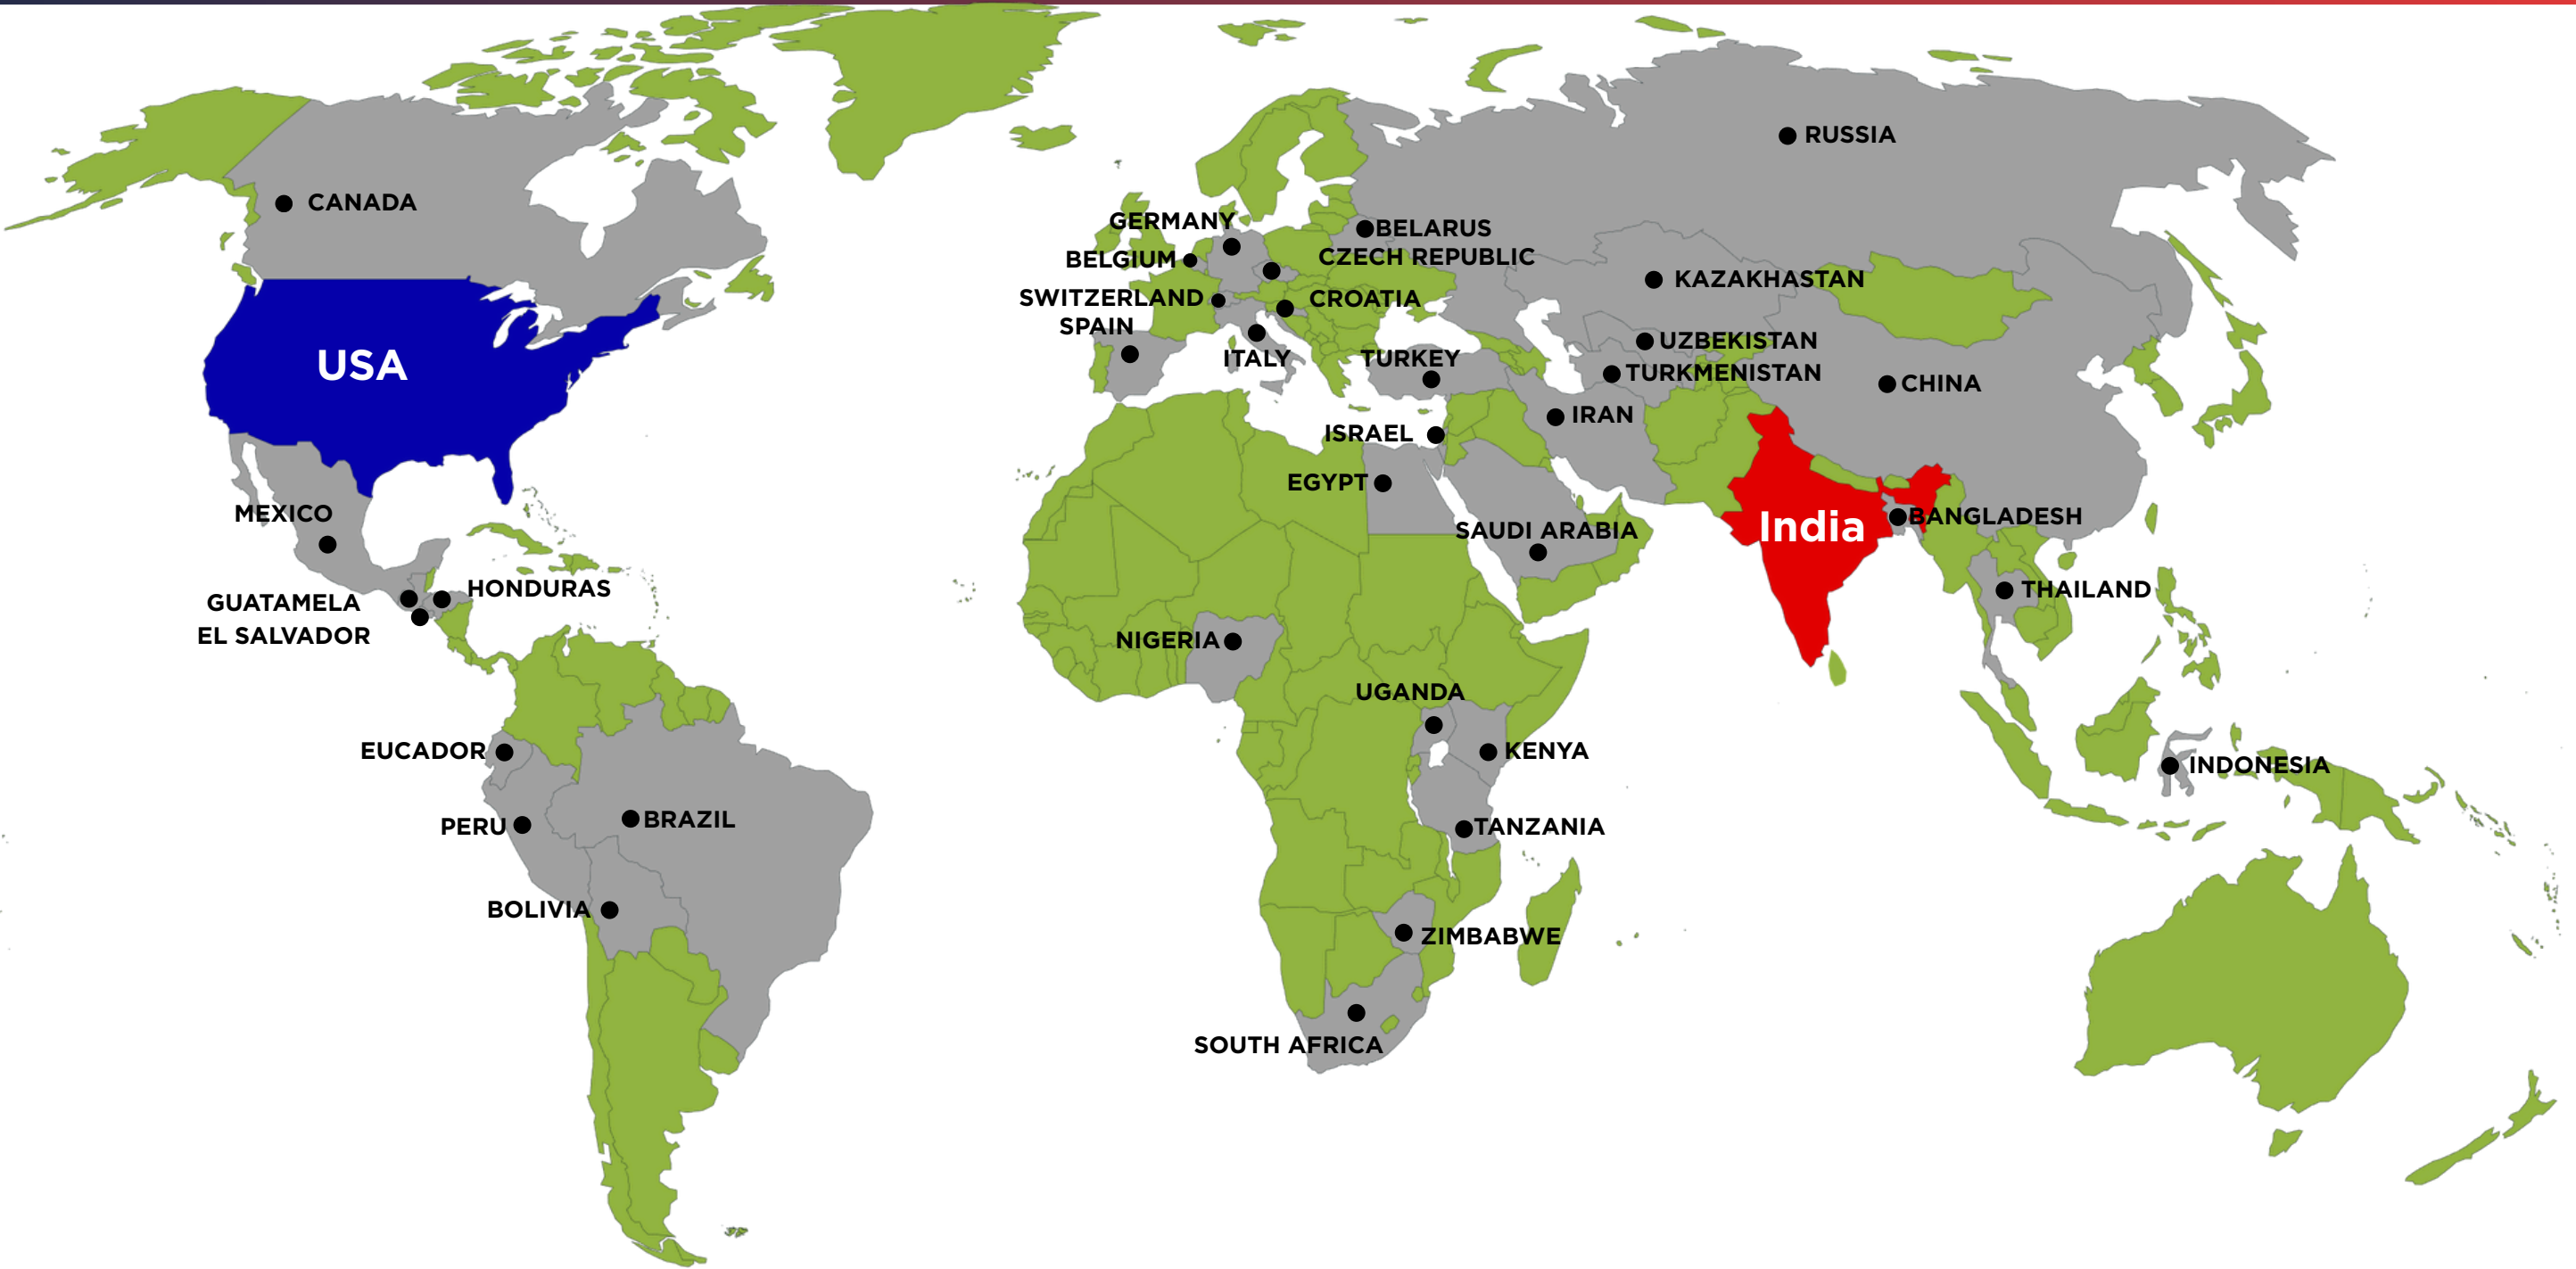 RUSSIA
CANADA
GERMANY
BELARUS
BELGIUM
CZECH REPUBLIC
KAZAKHASTAN
SWITZERLAND
CROATIA
SPAIN
UZBEKISTAN
ITALY
TURKEY
USA
TURKMENISTAN
CHINA
IRAN
ISRAEL
EGYPT
MEXICO
SAUDI ARABIA
India
BANGLADESH
HONDURAS
THAILAND
GUATAMELA
EL SALVADOR
NIGERIA
UGANDA
EUCADOR
KENYA
INDONESIA
PERU
BRAZIL
TANZANIA
BOLIVIA
ZIMBABWE
SOUTH AFRICA